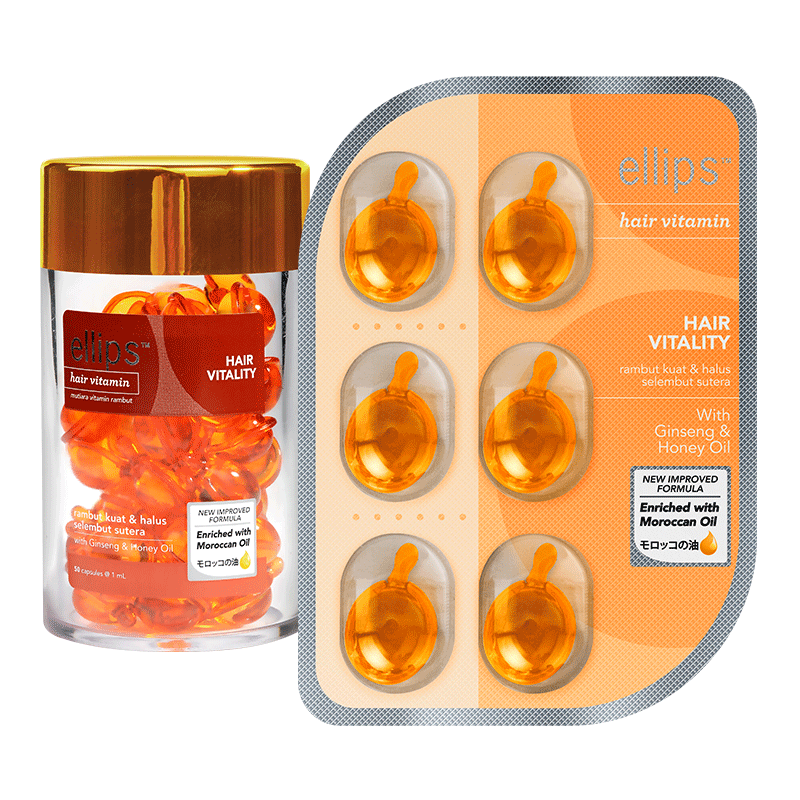 ellips™
hair vitamin
mutiara vitamin rambut
HAIR
VITALITY
rambut kuat & halus
selembut sutera
with Ginseng & Honey Oil
50 capsules @ 1 mL
NEW IMPROVED
FORMULA
Enriched with
Moroccan Oil
モロッコの油
ellips™
hair vitamin
HAIR
VITALITY
rambut kuat & halus
selembut sutera
With
Ginseng &
Honey Oil
NEW IMPROVED
FORMULA
Enriched with
Moroccan Oil
モロッコの油